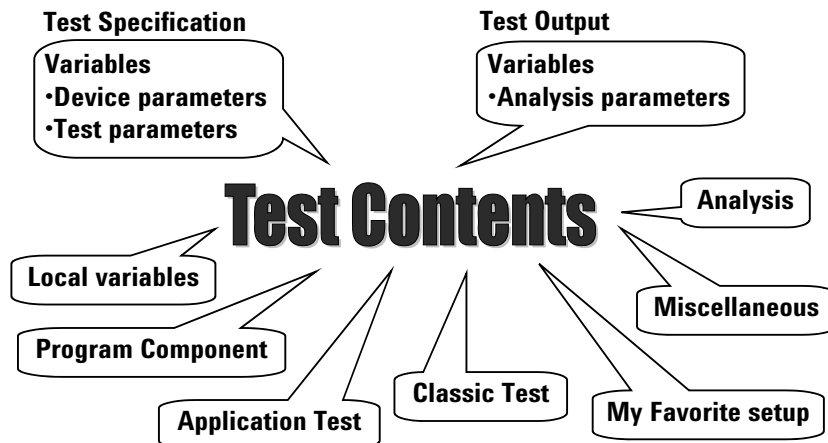 Test Specification
Variables
•Device parameters
•Test parameters
Test Output
Variables
•Analysis parameters
Test Contents
Analysis
Local variables
Miscellaneous
Program Component
Classic Test
Application Test
My Favorite setup